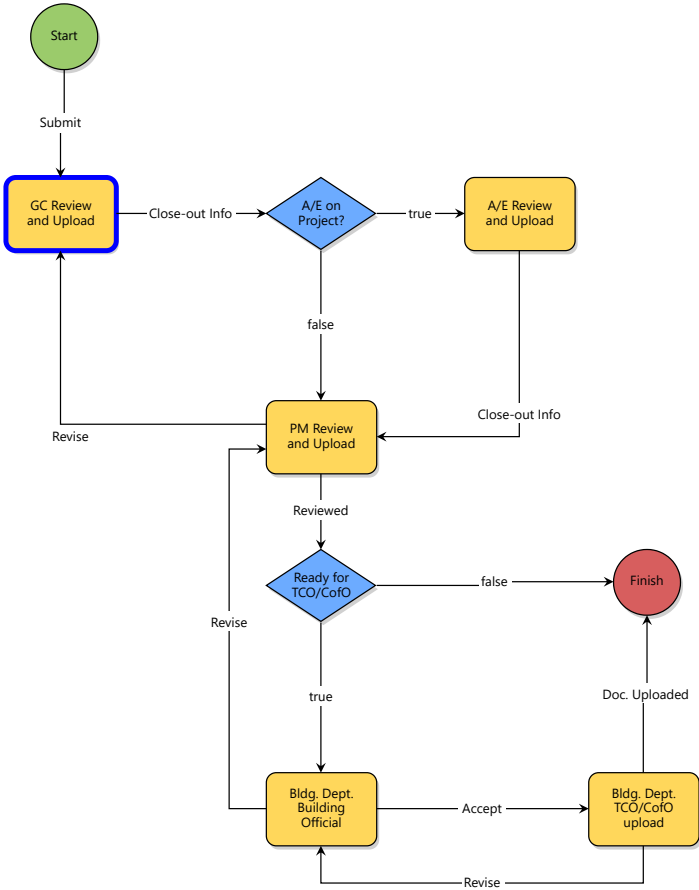 Start
Submit
GC Review
and Upload
Close-out Info
A/E on
Project?
true
A/E Review
and Upload
false
Close-out Info
PM Review
and Upload
Revise
Reviewed
Ready for
TCO/CofO
false
Finish
Revise
true
Doc. Uploaded
Bldg. Dept.
Building
Official
Accept
Bldg. Dept.
TCO/CofO
upload
Revise